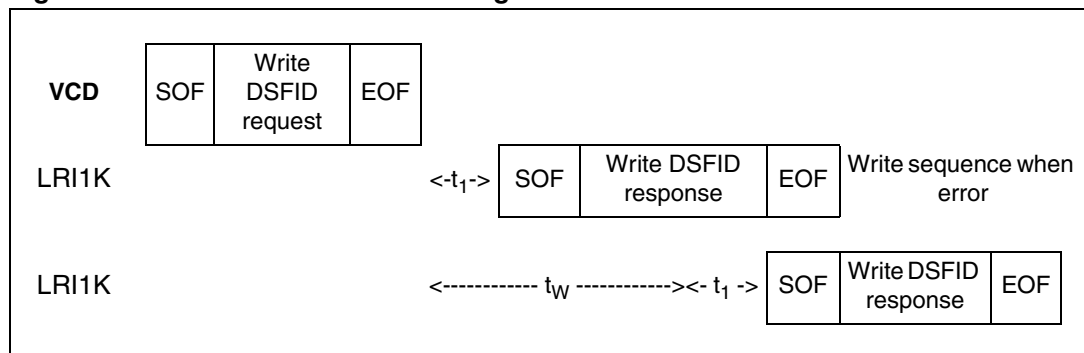 VCD SOF Write DSFID request EOF
LRI1K <-t1-> SOF Write DSFID response EOF Write sequence when error
LRI1K <------------ tW ------------><- t1 -> SOF Write DSFID response EOF